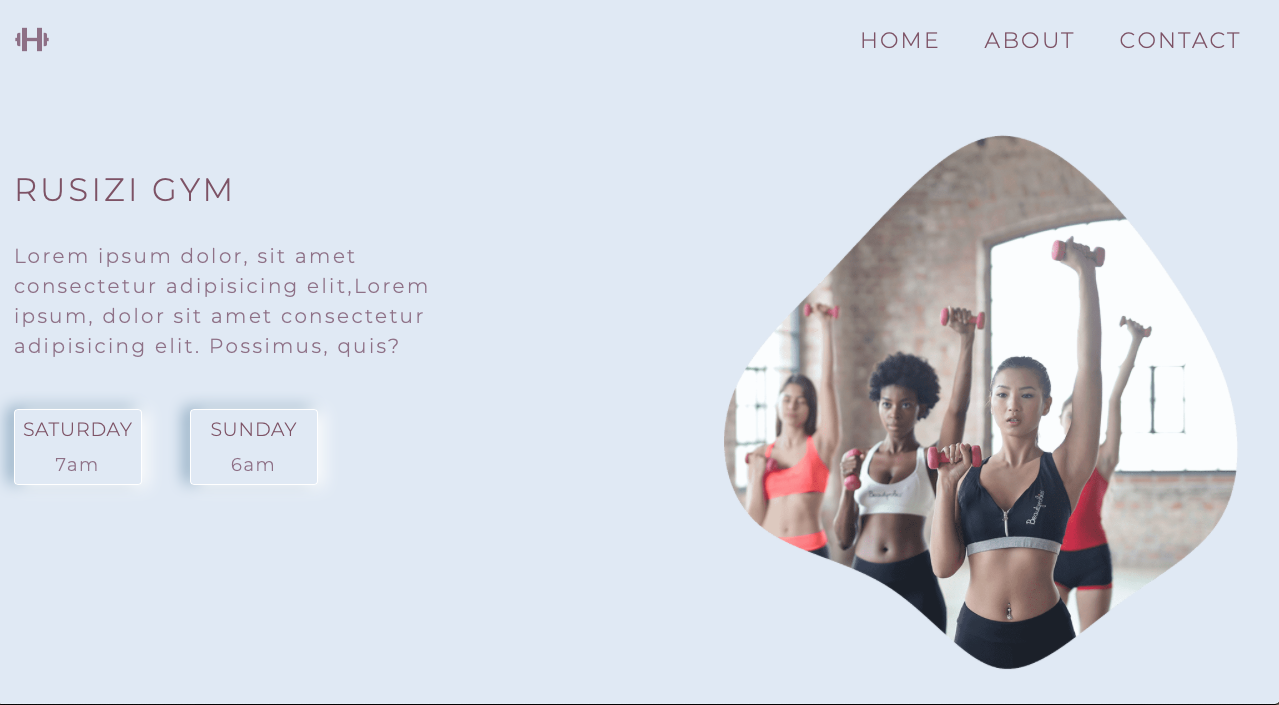 HOME ABOUT CONTACT
RUSIZI GYM
Lorem ipsum dolor, sit amet
consectetur adipisicing elit,Lorem
ipsum, dolor sit amet consectetur
adipisicing elit. Possimus, quis?
SATURDAY SUNDAY
7am 6am